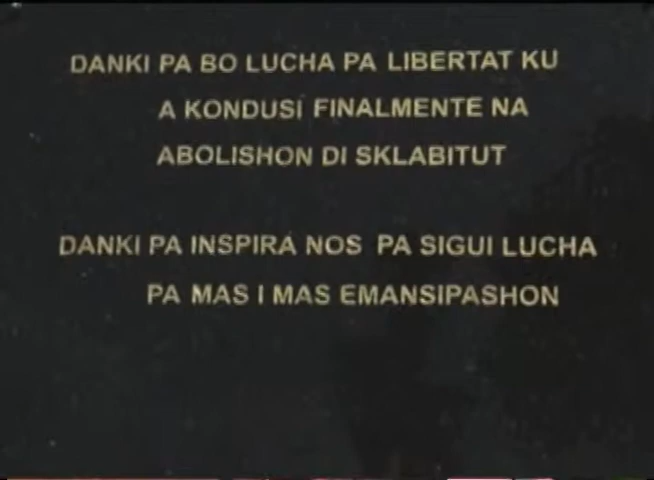 DANKI PA BO LUCHA PA LIBERTAT KU
A KONDUSÍ FINALMENTE NA
ABOLISHON DI SKLABITUT
DANKI PA INSPIRA NOS PA SIGUI LUCHA
PA MAS I MAS EMANSIPASHON